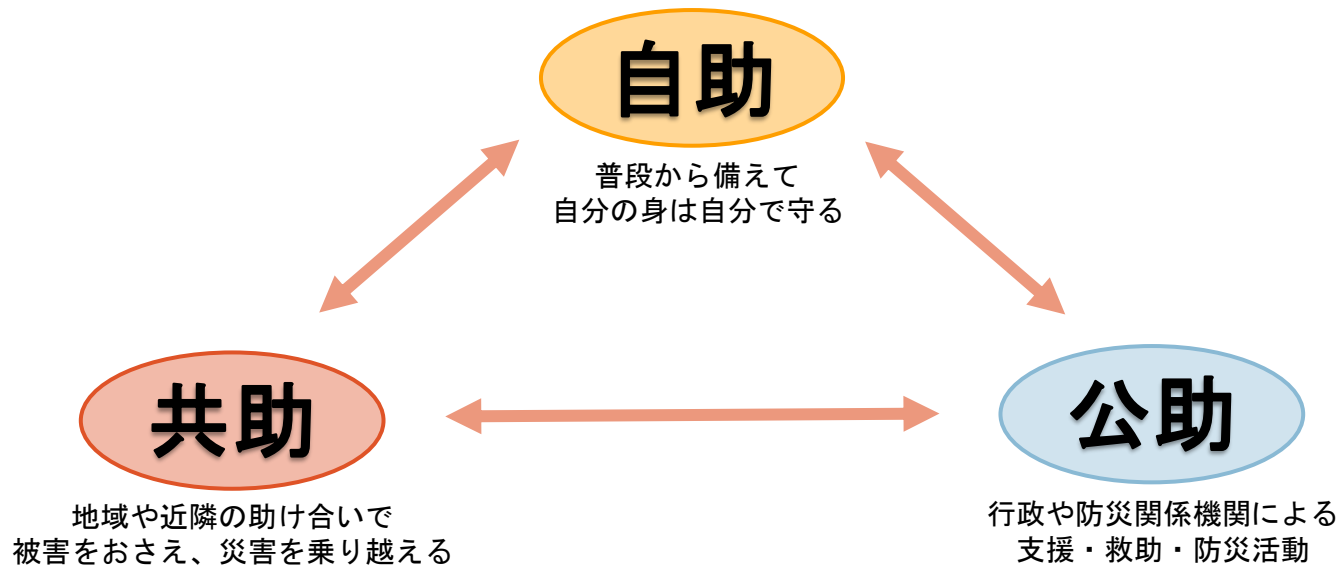 自助
普段から備えて
自分の身は自分で守る
共助
地域や近隣の助け合いで
被害をおさえ、災害を乗り越える
公助
行政や防災関係機関による
支援・救助・防災活動